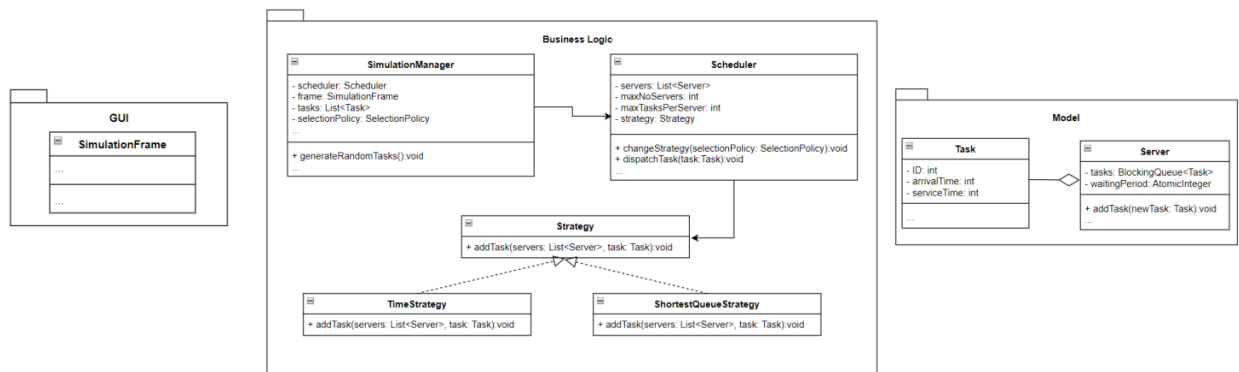 GUI
SimulationFrame
...
...
Business Logic
SimulationManager
- scheduler: Scheduler
- frame: SimulationFrame
- tasks: List<Task>
- selectionPolicy: SelectionPolicy
...
+ generateRandomTasks():void
...
Scheduler
- servers: List<Server>
- maxNoServers: int
- maxTasksPerServer: int
- strategy: Strategy
+ changeStrategy(selectionPolicy: SelectionPolicy):void
+ dispatchTask(task:Task):void
...
Strategy
+ addTask(servers: List<Server>, task: Task):void
TimeStrategy
+ addTask(servers: List<Server>, task: Task):void
ShortestQueueStrategy
+ addTask(servers: List<Server>, task: Task):void
Model
Task
- ID: int
- arrivalTime: int
- serviceTime: int
...
Server
- tasks: BlockingQueue<Task>
- waitingPeriod: AtomicInteger
+ addTask(newTask: Task):void
...